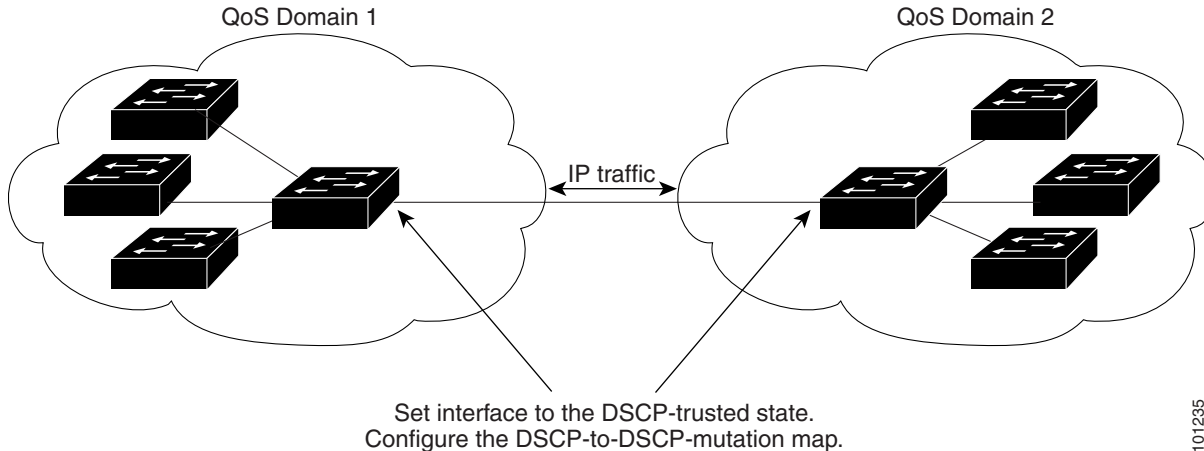 QoS Domain 1
QoS Domain 2
IP traffic
Set interface to the DSCP-trusted state.
Configure the DSCP-to-DSCP-mutation map.
101235